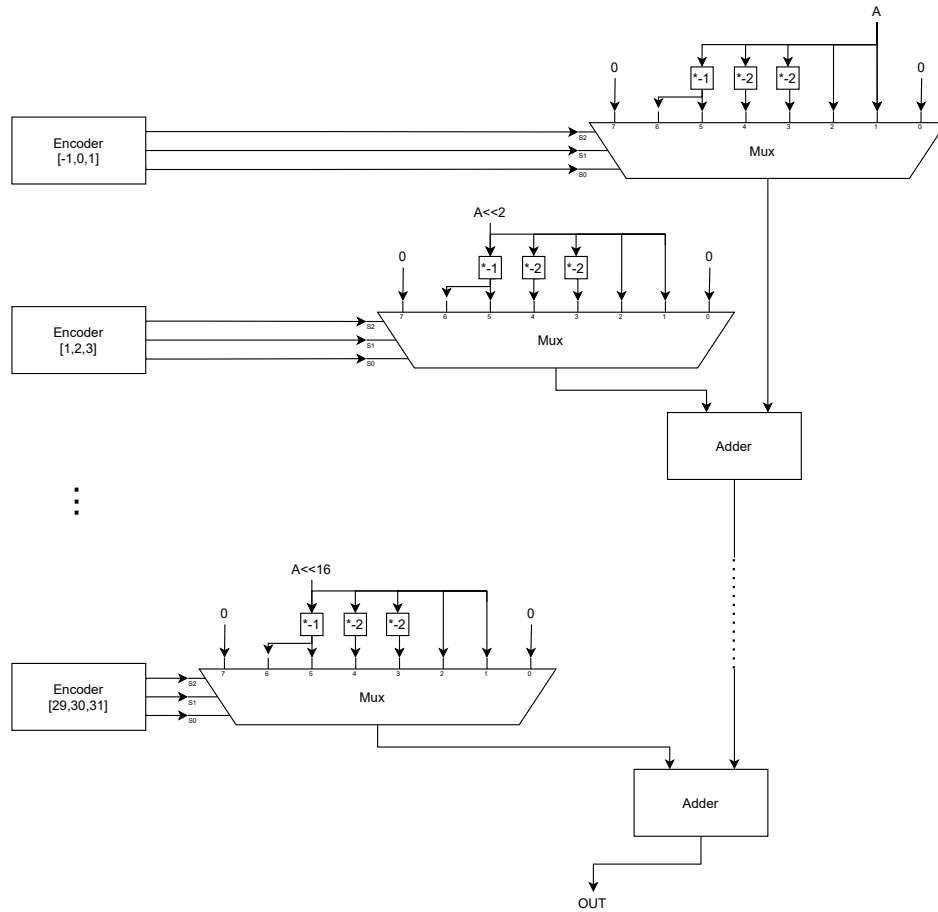 A
0
*-1
*-2
*-2
0
7
6
5
4
3
2
1
0
Encoder
[-1,0,1]
S2
S1
S0
Mux
A<<2
0
*-1
*-2
*-2
0
7
6
5
4
3
2
1
0
Encoder
[1,2,3]
S2
S1
S0
Mux
Adder
A<<16
0
*-1
*-2
*-2
0
7
6
5
4
3
2
1
0
Encoder
[29,30,31]
S2
S1
S0
Mux
Adder
OUT